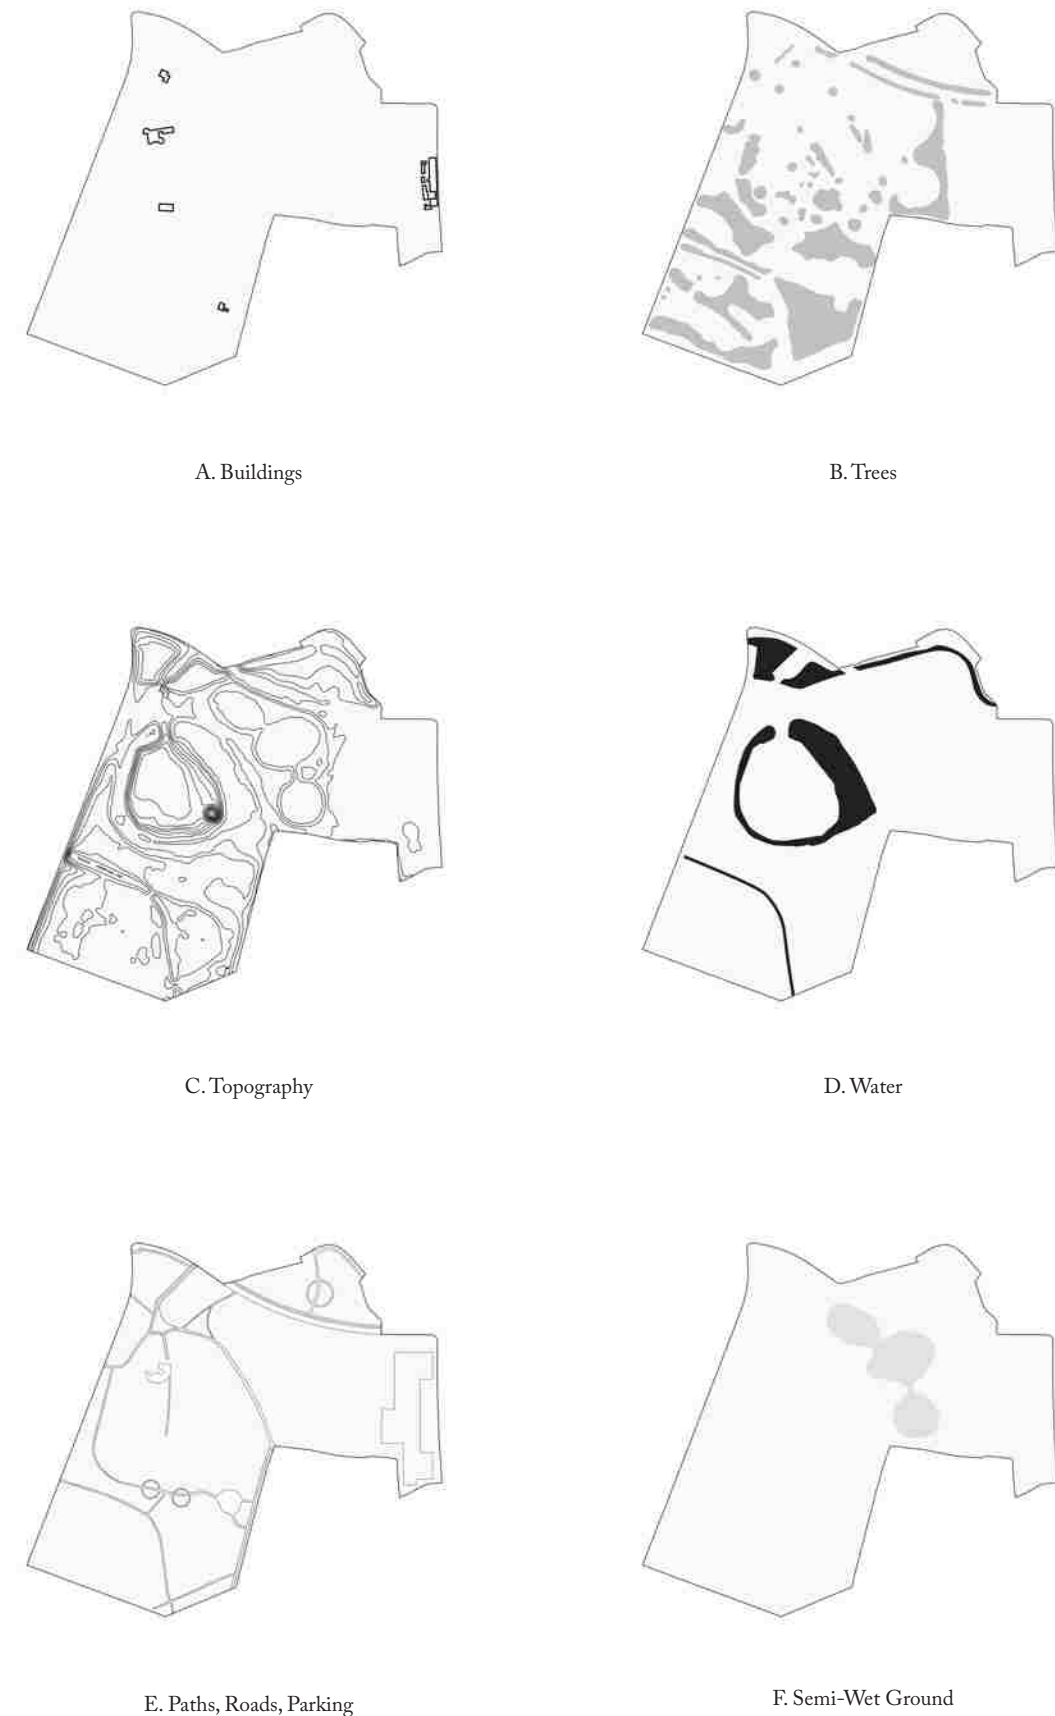 A. Buildings
B. Trees
C. Topography
D. Water
E. Paths, Roads, Parking
F. Semi-Wet Ground